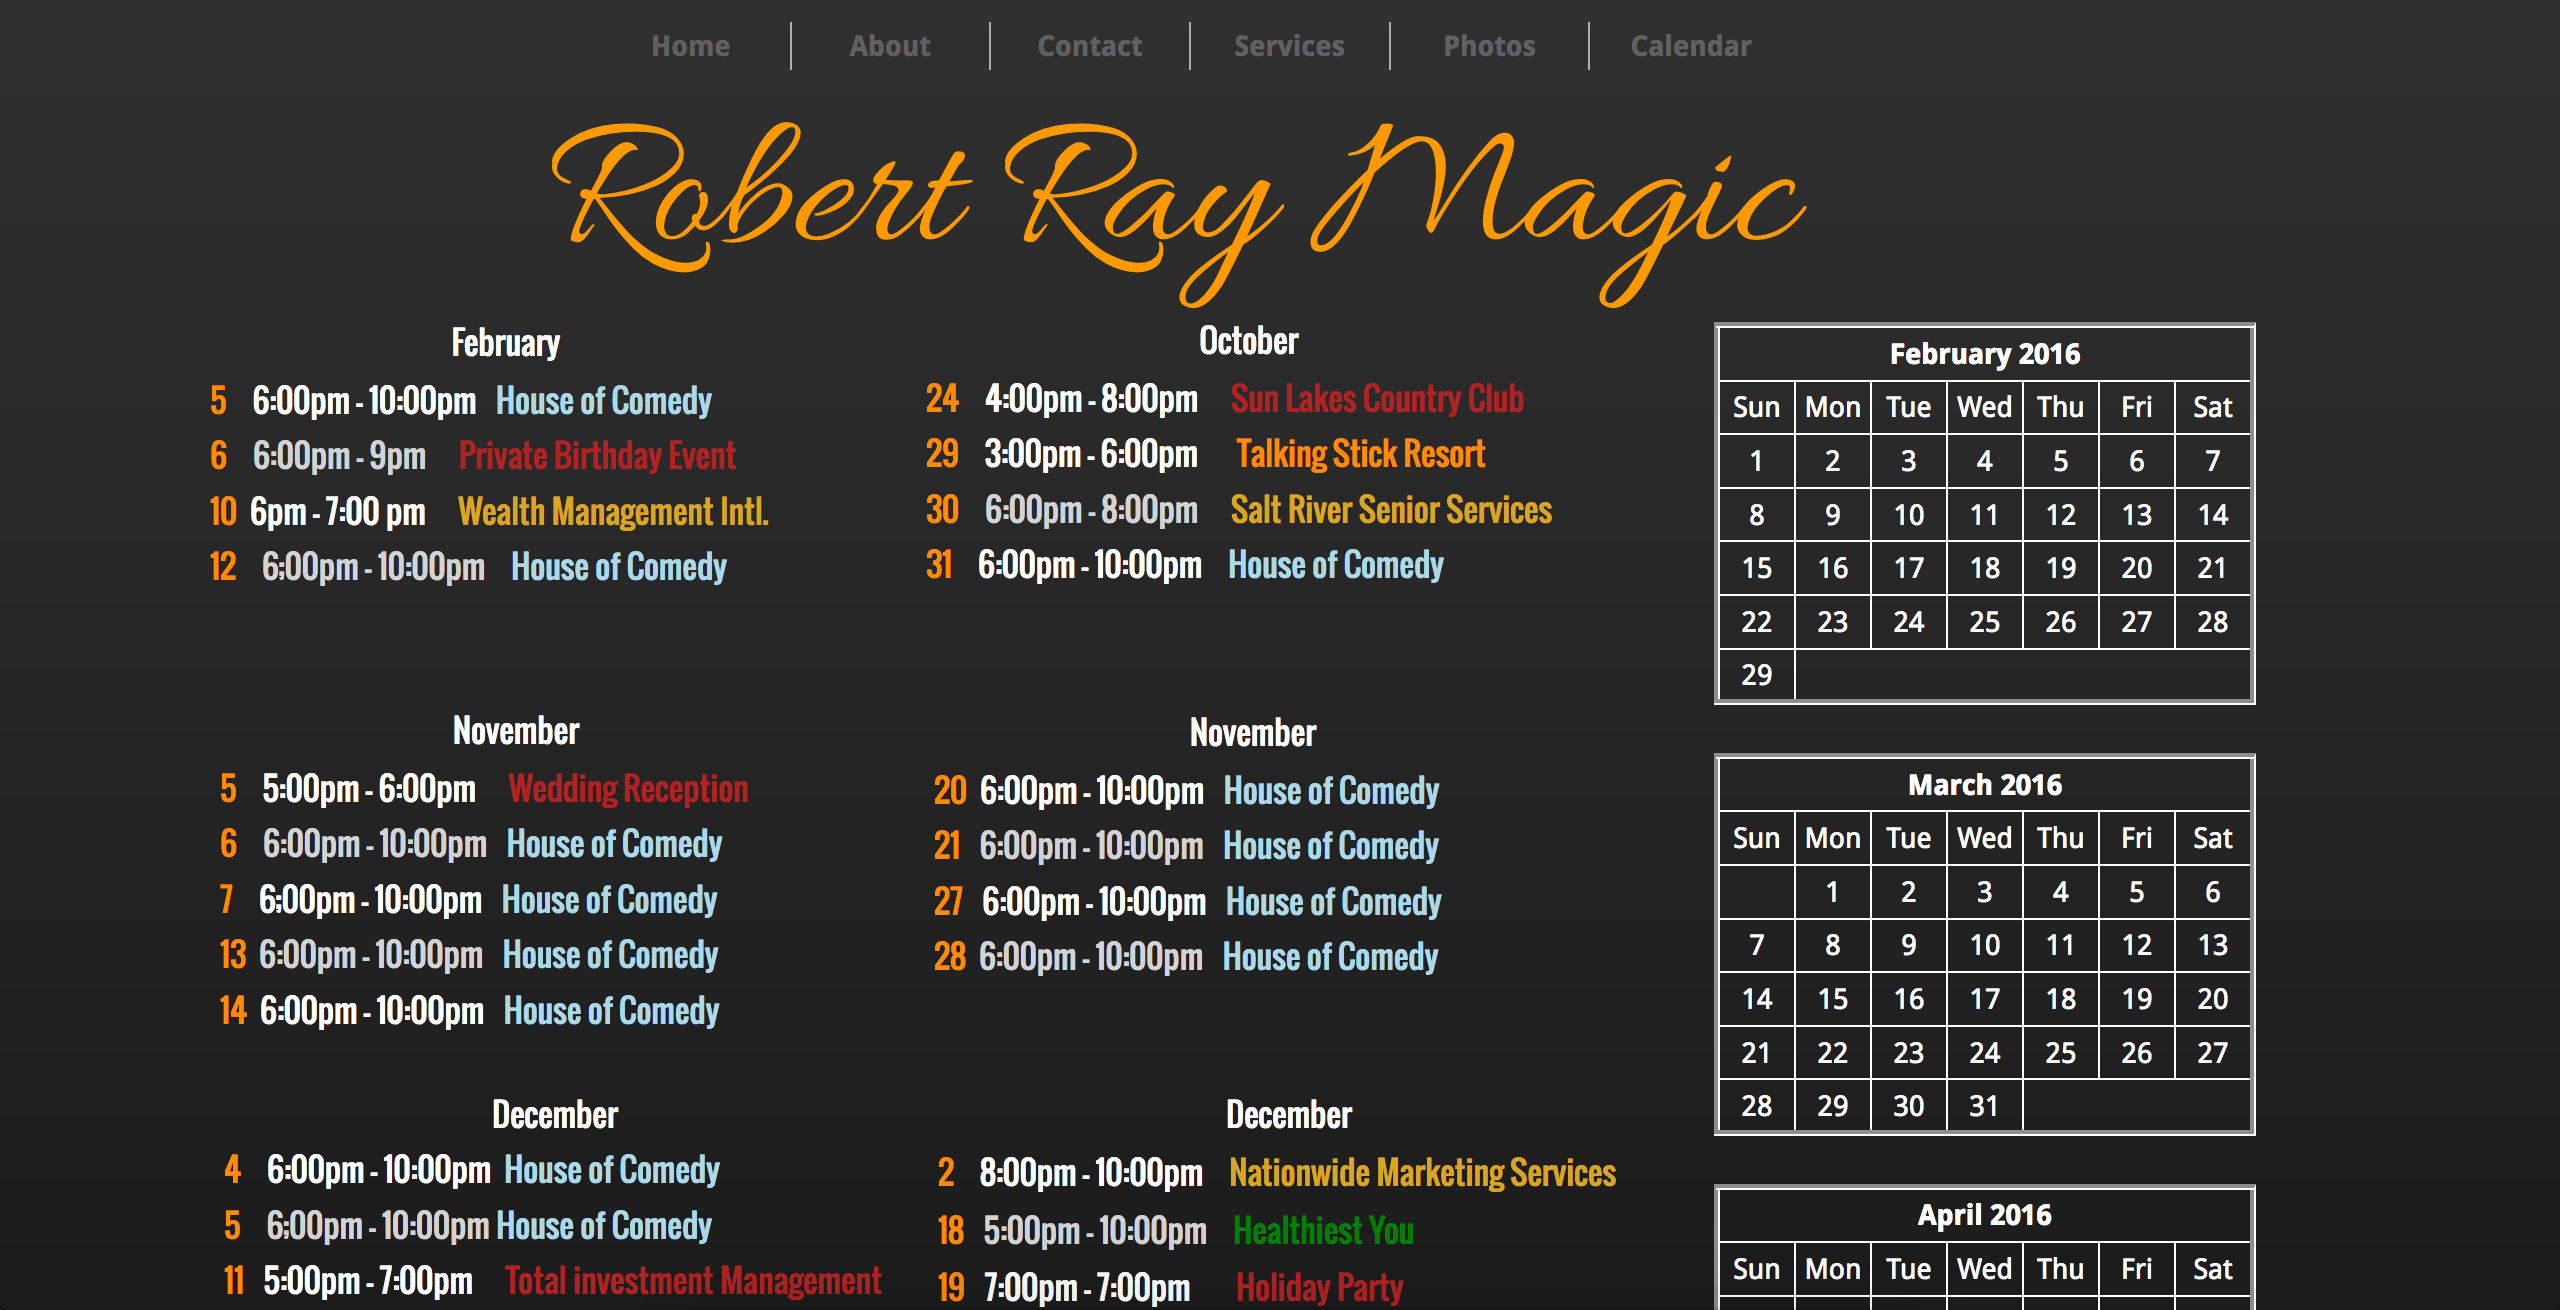 Home About Contact Services Photos Calendar
Robert Ray Magic
February
5 6:00pm - 10:00pm House of Comedy
6 6:00pm - 9pm Private Birthday Event
10 6pm - 7:00 pm Wealth Management Intl.
12 6;00pm - 10:00pm House of Comedy
October
24 4:00pm - 8:00pm Sun Lakes Country Club
29 3:00pm - 6:00pm Talking Stick Resort
30 6:00pm - 8:00pm Salt River Senior Services
31 6:00pm - 10:00pm House of Comedy
November
5 5:00pm - 6:00pm Wedding Reception
6 6:00pm - 10:00pm House of Comedy
7 6;00pm - 10:00pm House of Comedy
13 6:00pm - 10:00pm House of Comedy
14 6:00pm - 10:00pm House of Comedy
November
20 6:00pm - 10:00pm House of Comedy
21 6:00pm - 10:00pm House of Comedy
27 6:00pm - 10:00pm House of Comedy
28 6:00pm - 10:00pm House of Comedy
December
4 6:00pm - 10:00pm House of Comedy
5 6;00pm - 10:00pm House of Comedy
11 5:00pm - 7:00pm Total investment Management
December
2 8:00pm - 10:00pm Nationwide Marketing Services
18 5:00pm - 10:00pm Healthiest You
19 7:00pm - 7:00pm Holiday Party
February 2016
Sun Mon Tue Wed Thu Fri Sat
1 2 3 4 5 6 7
8 9 10 11 12 13 14
15 16 17 18 19 20 21
22 23 24 25 26 27 28
29
March 2016
Sun Mon Tue Wed Thu Fri Sat
1 2 3 4 5 6
7 8 9 10 11 12 13
14 15 16 17 18 19 20
21 22 23 24 25 26 27
28 29 30 31
April 2016
Sun Mon Tue Wed Thu Fri Sat